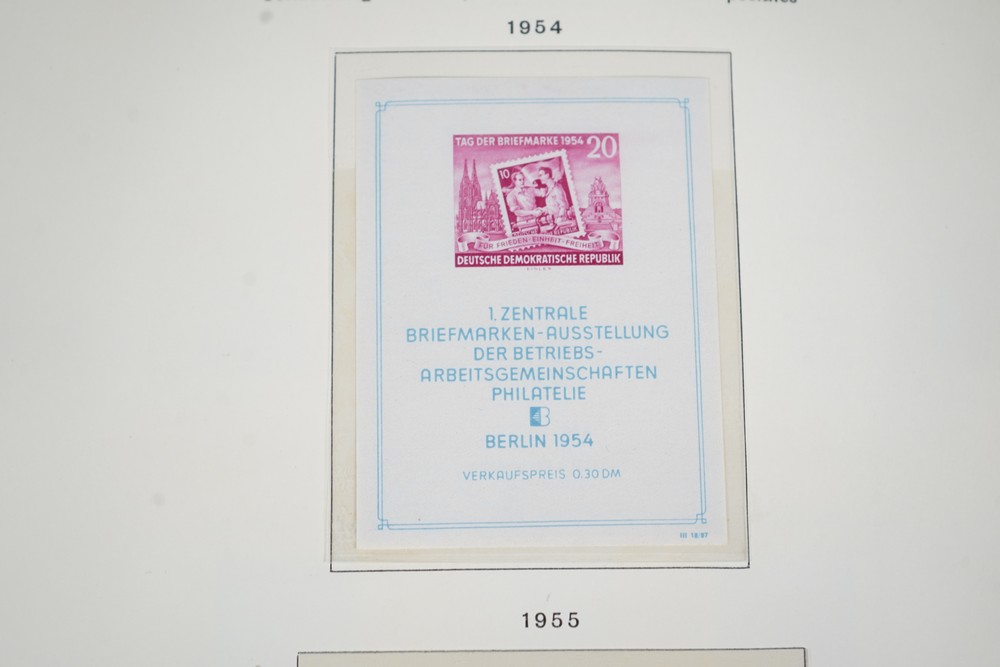 1954
TAG DER BRIEFMARKE 1954 20
10
FÜR FRIEDEN-EINHEIT-FREIHEIT
DEUTSCHE DEMOKRATISCHE REPUBLIK
1. ZENTRALE
BRIEFMARKEN-AUSSTELLUNG
DER BETRIEBS-
ARBEITSGEMEINSCHAFTEN
PHILATELIE
B
BERLIN 1954
VERKAUFSPREIS 0.30 DM
III 18 97
1955